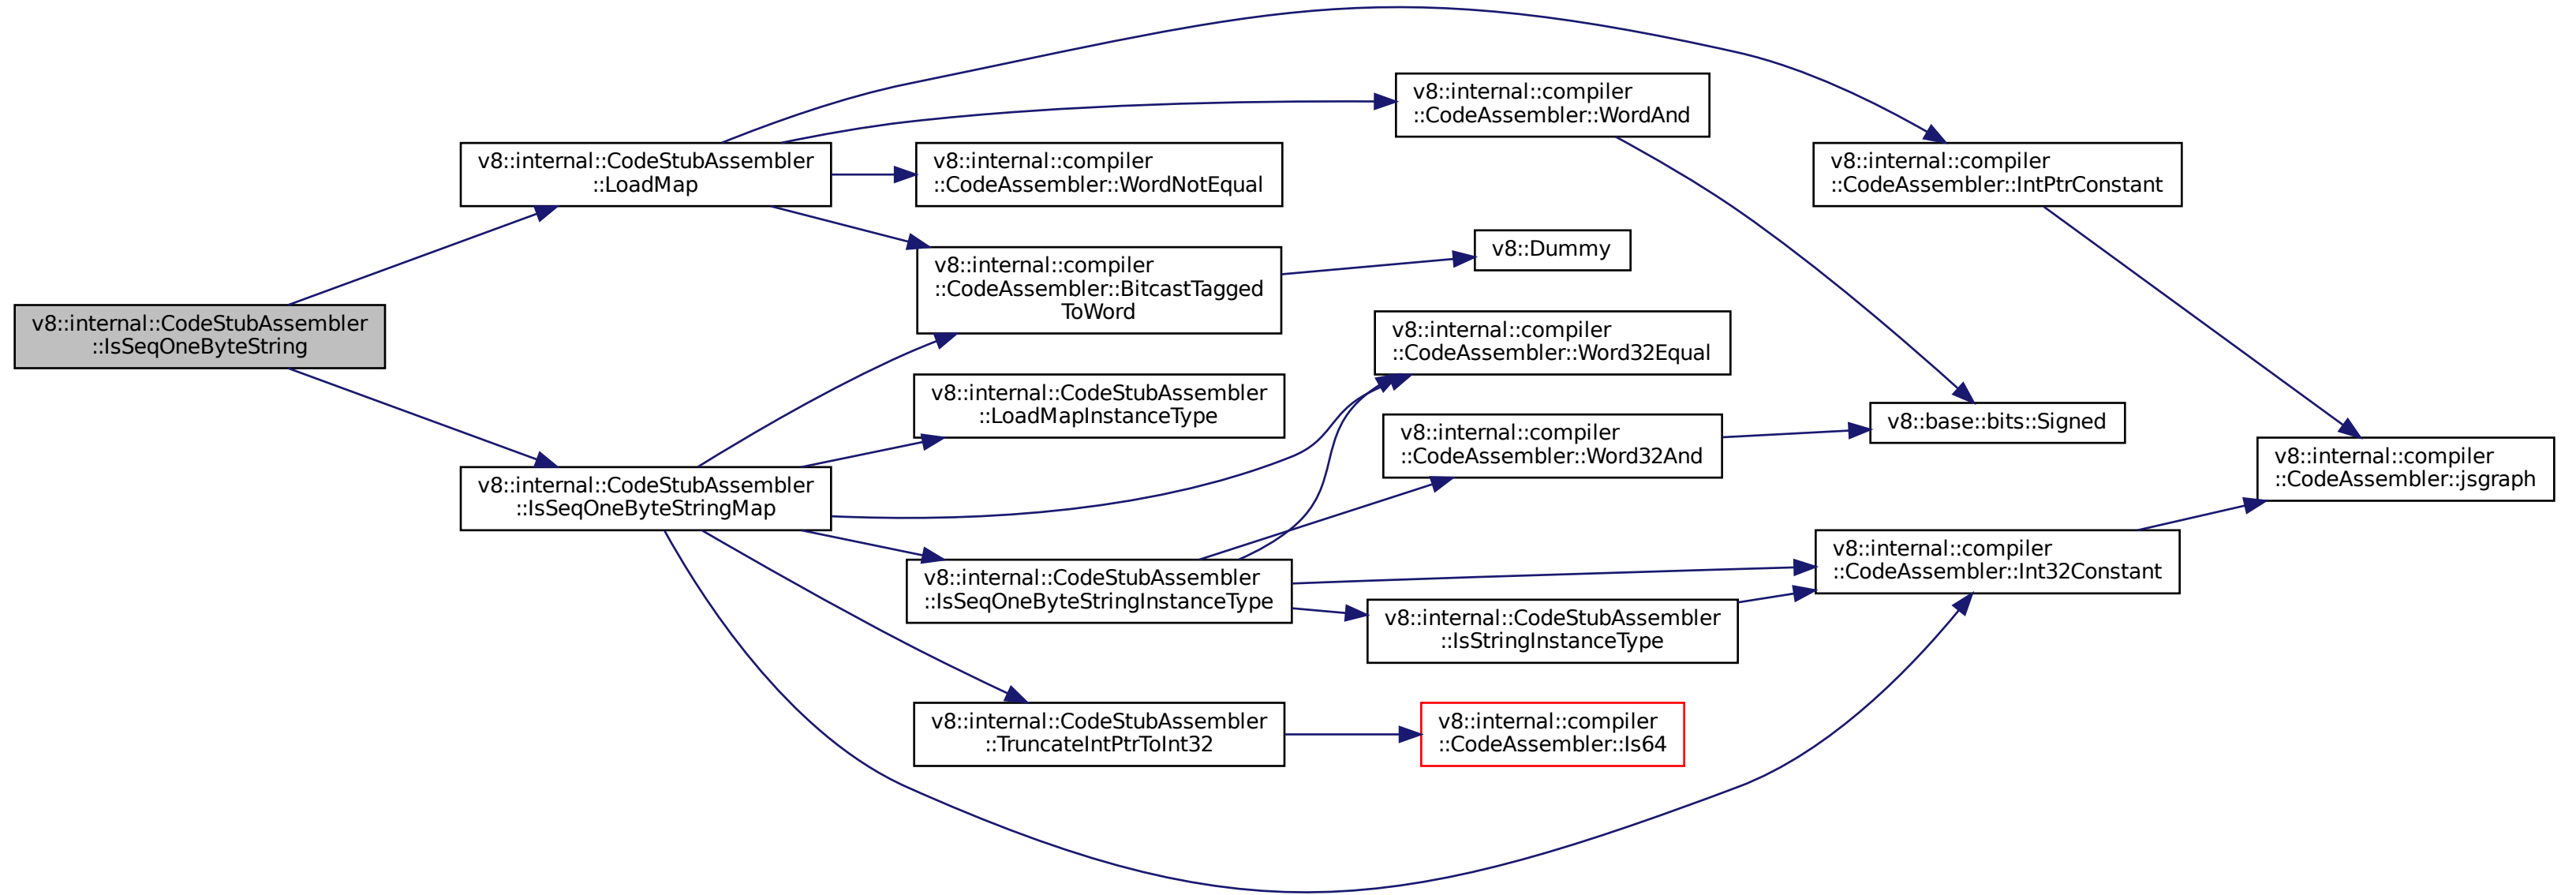 v8::internal::CodeStubAssembler
::IsSeqOneByteString
v8::internal::CodeStubAssembler
::LoadMap
v8::internal::CodeStubAssembler
::IsSeqOneByteStringMap
v8::internal::compiler
::CodeAssembler::WordNotEqual
v8::internal::compiler
::CodeAssembler::BitcastTagged
ToWord
v8::internal::CodeStubAssembler
::LoadMapInstanceType
v8::internal::CodeStubAssembler
::IsSeqOneByteStringInstanceType
v8::internal::CodeStubAssembler
::TruncateIntPtrToInt32
v8::internal::compiler
::CodeAssembler::WordAnd
v8::Dummy
v8::internal::compiler
::CodeAssembler::Word32Equal
v8::internal::compiler
::CodeAssembler::Word32And
v8::internal::CodeStubAssembler
::IsStringInstanceType
v8::internal::compiler
::CodeAssembler::Is64
v8::internal::compiler
::CodeAssembler::IntPtrConstant
v8::base::bits::Signed
v8::internal::compiler
::CodeAssembler::Int32Constant
v8::internal::compiler
::CodeAssembler::jsgraph